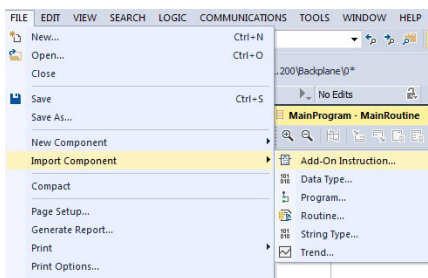 FILE EDIT VIEW SEARCH LOGIC COMMUNICATIONS TOOLS WINDOW HELP
New... Ctrl+N
Open... Ctrl+O
Close
..200\Backplane\0*
No Edits
Save Ctrl+S
Save As...
MainProgram - MainRoutine
New Component
Import Component
Add-On Instruction...
Data Type...
Compact
Program...
Page Setup...
Routine...
Generate Report...
String Type...
Print
Trend...
Print Options...